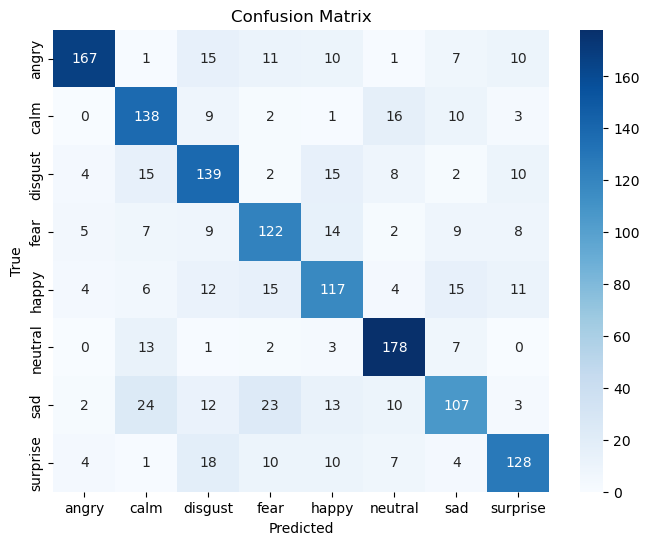 Confusion Matrix
angry 167 1 15 11 10 1 7 10
calm 0 138 9 2 1 16 10 3
disgust 4 15 139 2 15 8 2 10
fear 5 7 9 122 14 2 9 8
happy 4 6 12 15 117 4 15 11
neutral 0 13 1 2 3 178 7 0
sad 2 24 12 23 13 10 107 3
surprise 4 1 18 10 10 7 4 128
angry calm disgust fear happy neutral sad surprise
Predicted
True
160
140
120
100
80
60
40
20
0